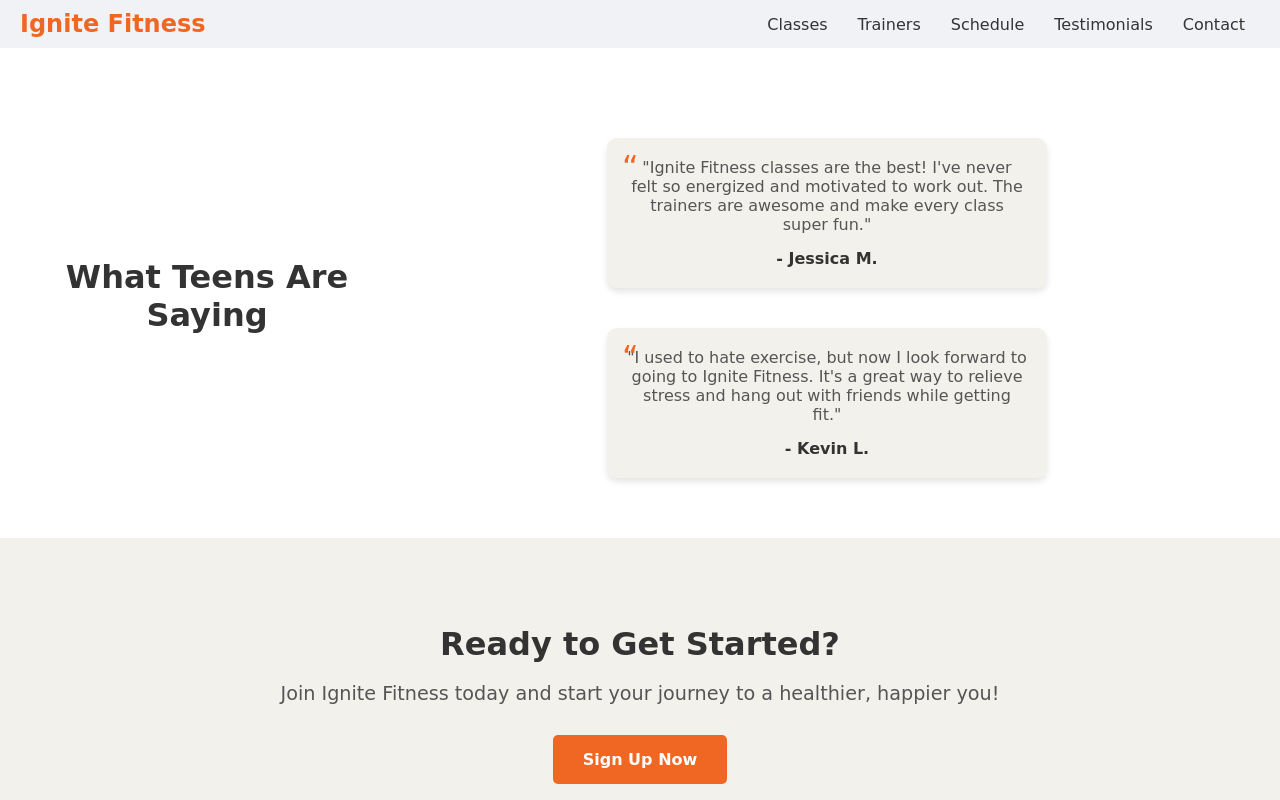 Ignite Fitness
Classes
Trainers
Schedule
Testimonials
Contact
What Teens Are
Saying
“
"Ignite Fitness classes are the best! I've never
felt so energized and motivated to work out. The
trainers are awesome and make every class
super fun."
- Jessica M.
“
"I used to hate exercise, but now I look forward to
going to Ignite Fitness. It's a great way to relieve
stress and hang out with friends while getting
fit."
- Kevin L.
Ready to Get Started?
Join Ignite Fitness today and start your journey to a healthier, happier you!
Sign Up Now